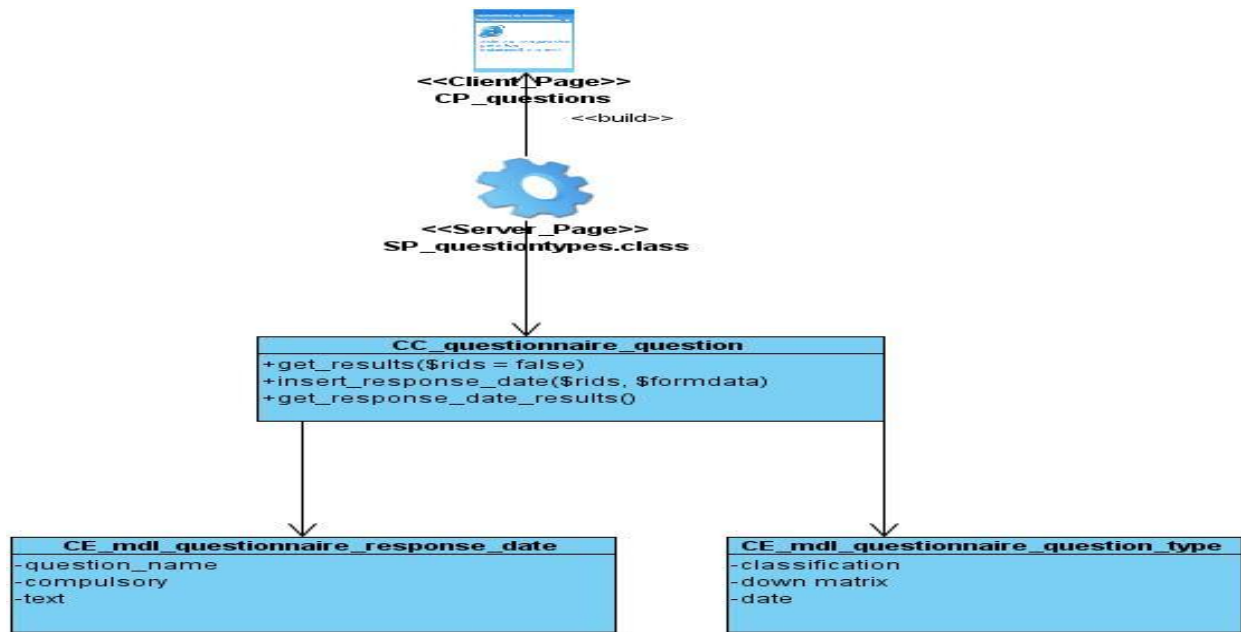 <<Client_Page>>
CP_questions
<<build>>
<<Server_Page>>
SP_questiontypes.class
CC_questionnaire_question
+get_results($rids = false)
+insert_response_date($rids, $formdata)
+get_response_date_results()
CE_mdl_questionnaire_response_date
-question_name
-compulsory
-text
CE_mdl_questionnaire_question_type
-classification
-down matrix
-date